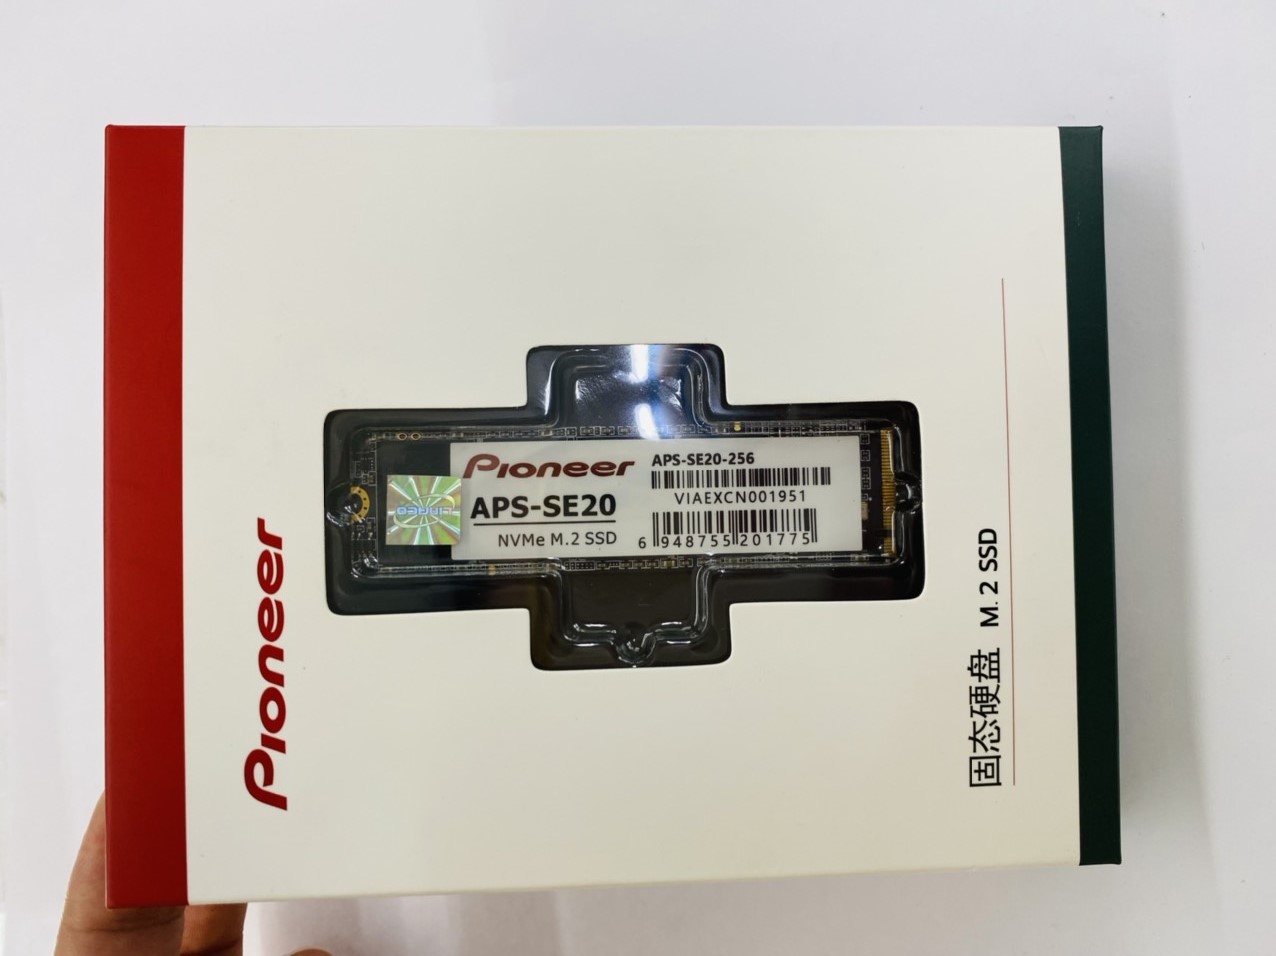 Pioneer
APS-SE20
NVMe M.2 SSD
APS-SE20-256
VIAEXCN001951
6 948755 201775
Pioneer
固态硬盘 M.2 SSD